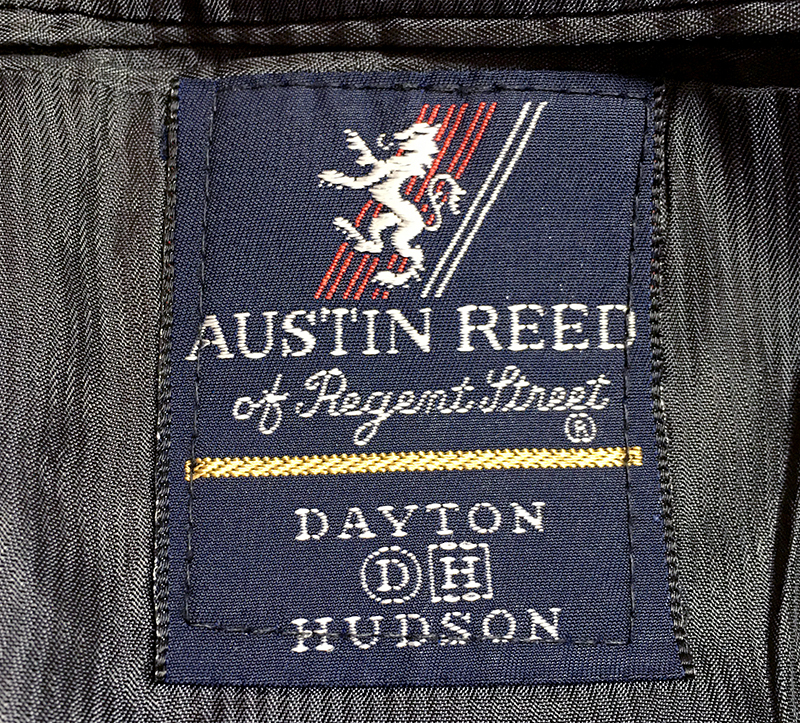 AUSTIN REED
of Regent Street
®
DAYTON
D H
HUDSON